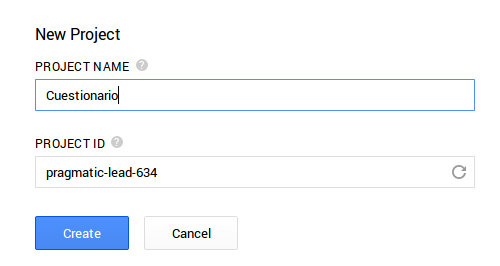 New Project
PROJECT NAME ?
Cuestionario
PROJECT ID ?
pragmatic-lead-634
Create Cancel